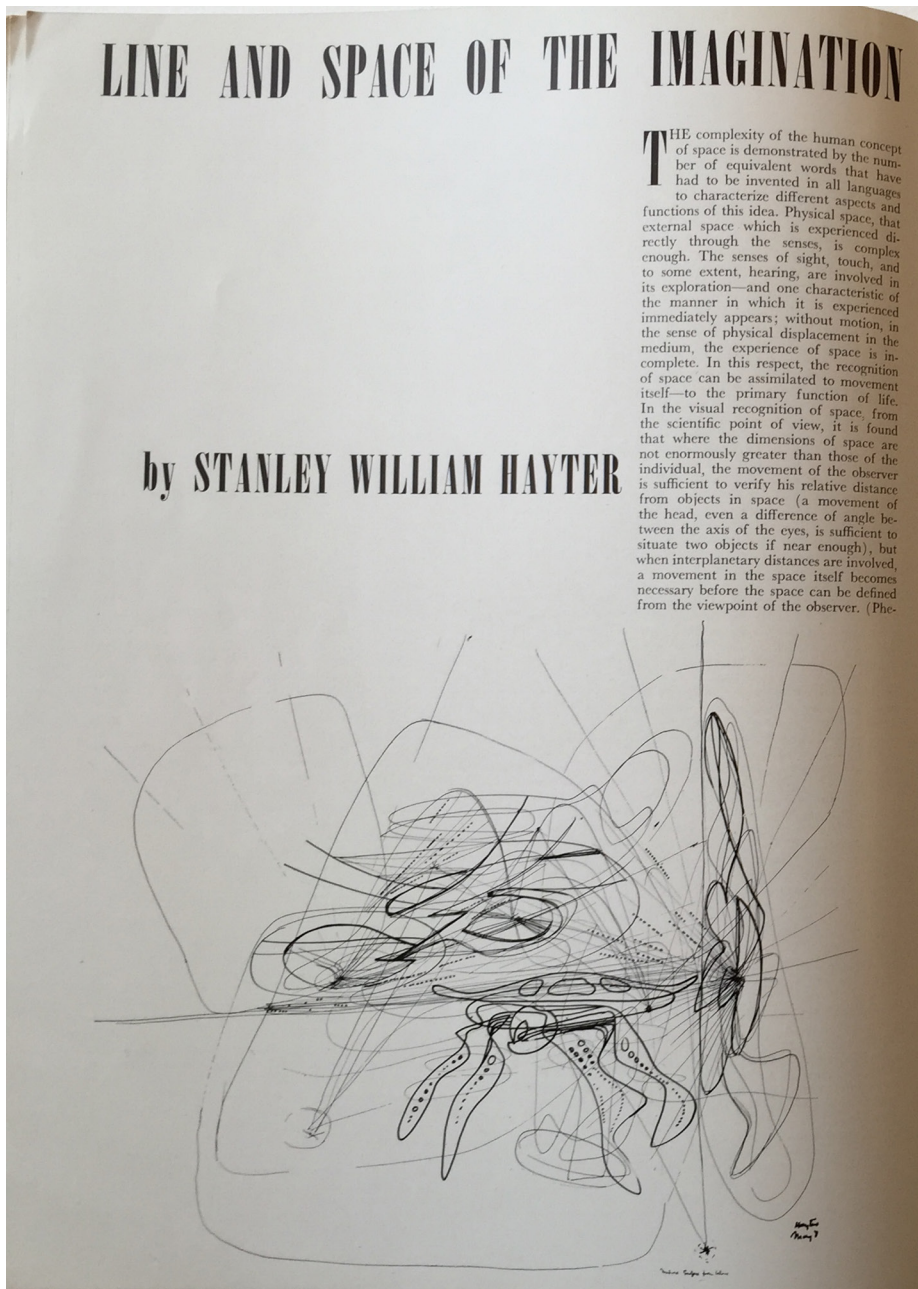 LINE AND SPACE OF THE IMAGINATION
by STANLEY WILLIAM HAYTER
THE complexity of the human concept
of space is demonstrated by the num-
ber of equivalent words that have
had to be invented in all languages
to characterize different aspects and
functions of this idea. Physical space, that
external space which is experienced di-
rectly through the senses, is complex
enough. The senses of sight, touch, and
to some extent, hearing, are involved in
its exploration—and one characteristic of
the manner in which it is experienced
immediately appears; without motion, in
the sense of physical displacement in the
medium, the experience of space is in-
complete. In this respect, the recognition
of space can be assimilated to movement
itself—to the primary function of life.
In the visual recognition of space, from
the scientific point of view, it is found
that where the dimensions of space are
not enormously greater than those of the
individual, the movement of the observer
is sufficient to verify his relative distance
from objects in space (a movement of
the head, even a difference of angle be-
tween the axis of the eyes, is sufficient to
situate two objects if near enough), but
when interplanetary distances are involved,
a movement in the space itself becomes
necessary before the space can be defined
from the viewpoint of the observer. (Phe-
Hayter